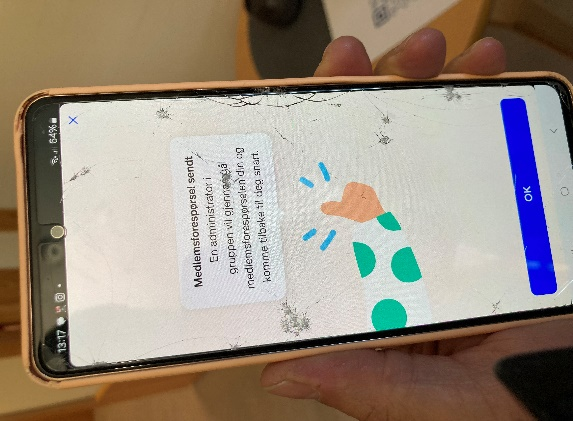 13:17
64%
Medlemsforespørsel sendt
En administrator i
gruppen vil gjennomgå
medlemsforespørselen din og
komme tilbake til deg snart.
OK